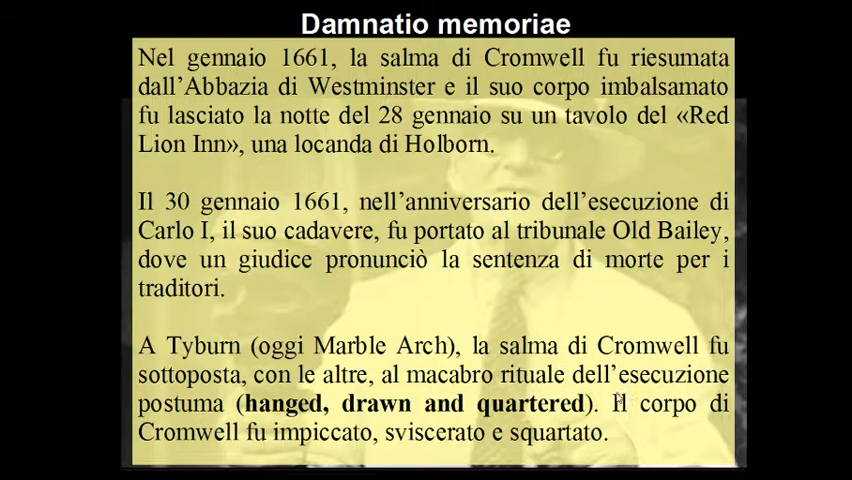 Damnatio memoriae
Nel gennaio 1661, la salma di Cromwell fu riesumata
dall'Abbazia di Westminster e il suo corpo imbalsamato
fu lasciato la notte del 28 gennaio su un tavolo del «Red
Lion Inn», una locanda di Holborn.
Il 30 gennaio 1661, nell'anniversario dell'esecuzione di
Carlo I, il suo cadavere, fu portato al tribunale Old Bailey,
dove un giudice pronunciò la sentenza di morte per i
traditori.
A Tyburn (oggi Marble Arch), la salma di Cromwell fu
sottoposta, con le altre, al macabro rituale dell'esecuzione
postuma (hanged, drawn and quartered). Il corpo di
Cromwell fu impiccato, sviscerato e squartato.